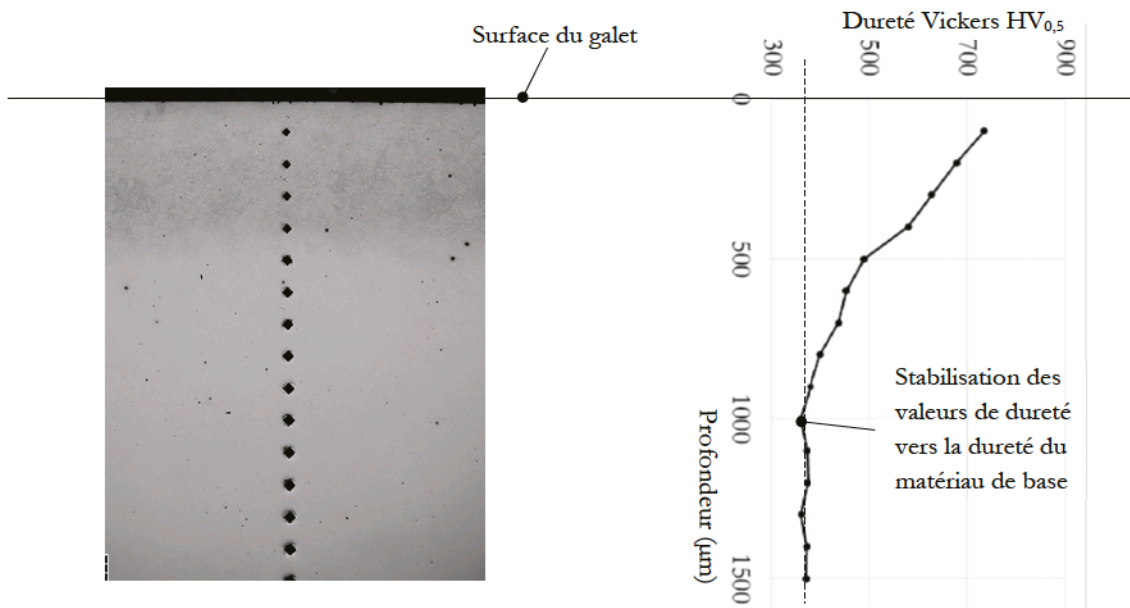 Dureté Vickers HV0,5
Surface du galet
300
500
700
900
0
500
1000
1500
Profondeur (μm)
Stabilisation des
valeurs de dureté
vers la dureté du
matériau de base